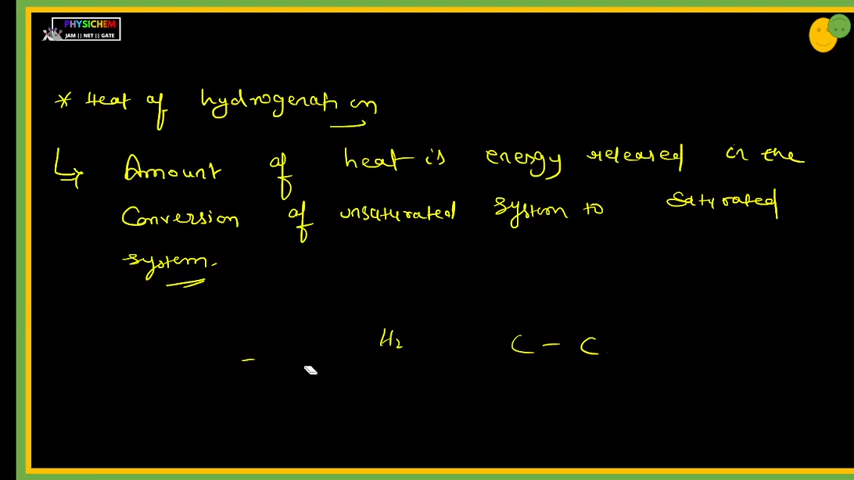 PHYSICHEM
JAM || NET || GATE
* Heat of hydrogenation
↳ Amount of heat is energy released in the
Conversion of unsaturated system to saturated
system.
H₂ C - C
-